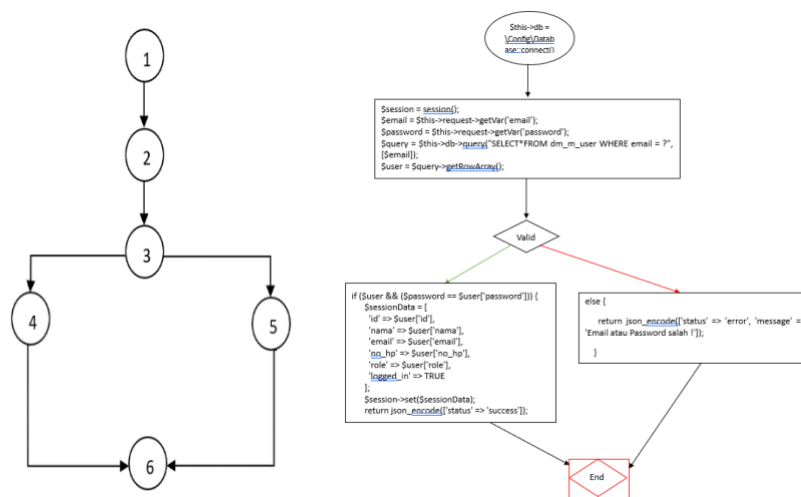 1
2
3
4
5
6
$this->db =
\Config\Datab
ase::connect()
$session = session();
$email = $this->request->getVar('email');
$password = $this->request->getVar('password');
$query = $this->db->query("SELECT*FROM dm_m_user WHERE email = ?",
[$email]);
$user = $query->getRowArray();
Valid
if ($user && ($password == $user['password'])) {
$sessionData = [
'id' => $user['id'],
'nama' => $user['nama'],
'email' => $user['email'],
'no_hp' => $user['no_hp'],
'role' => $user['role'],
'logged_in' => TRUE
];
$session->set($sessionData);
return json_encode(['status' => 'success']);
else {
return json_encode(['status' => 'error', 'message' =
'Email atau Password salah !']);
}
End